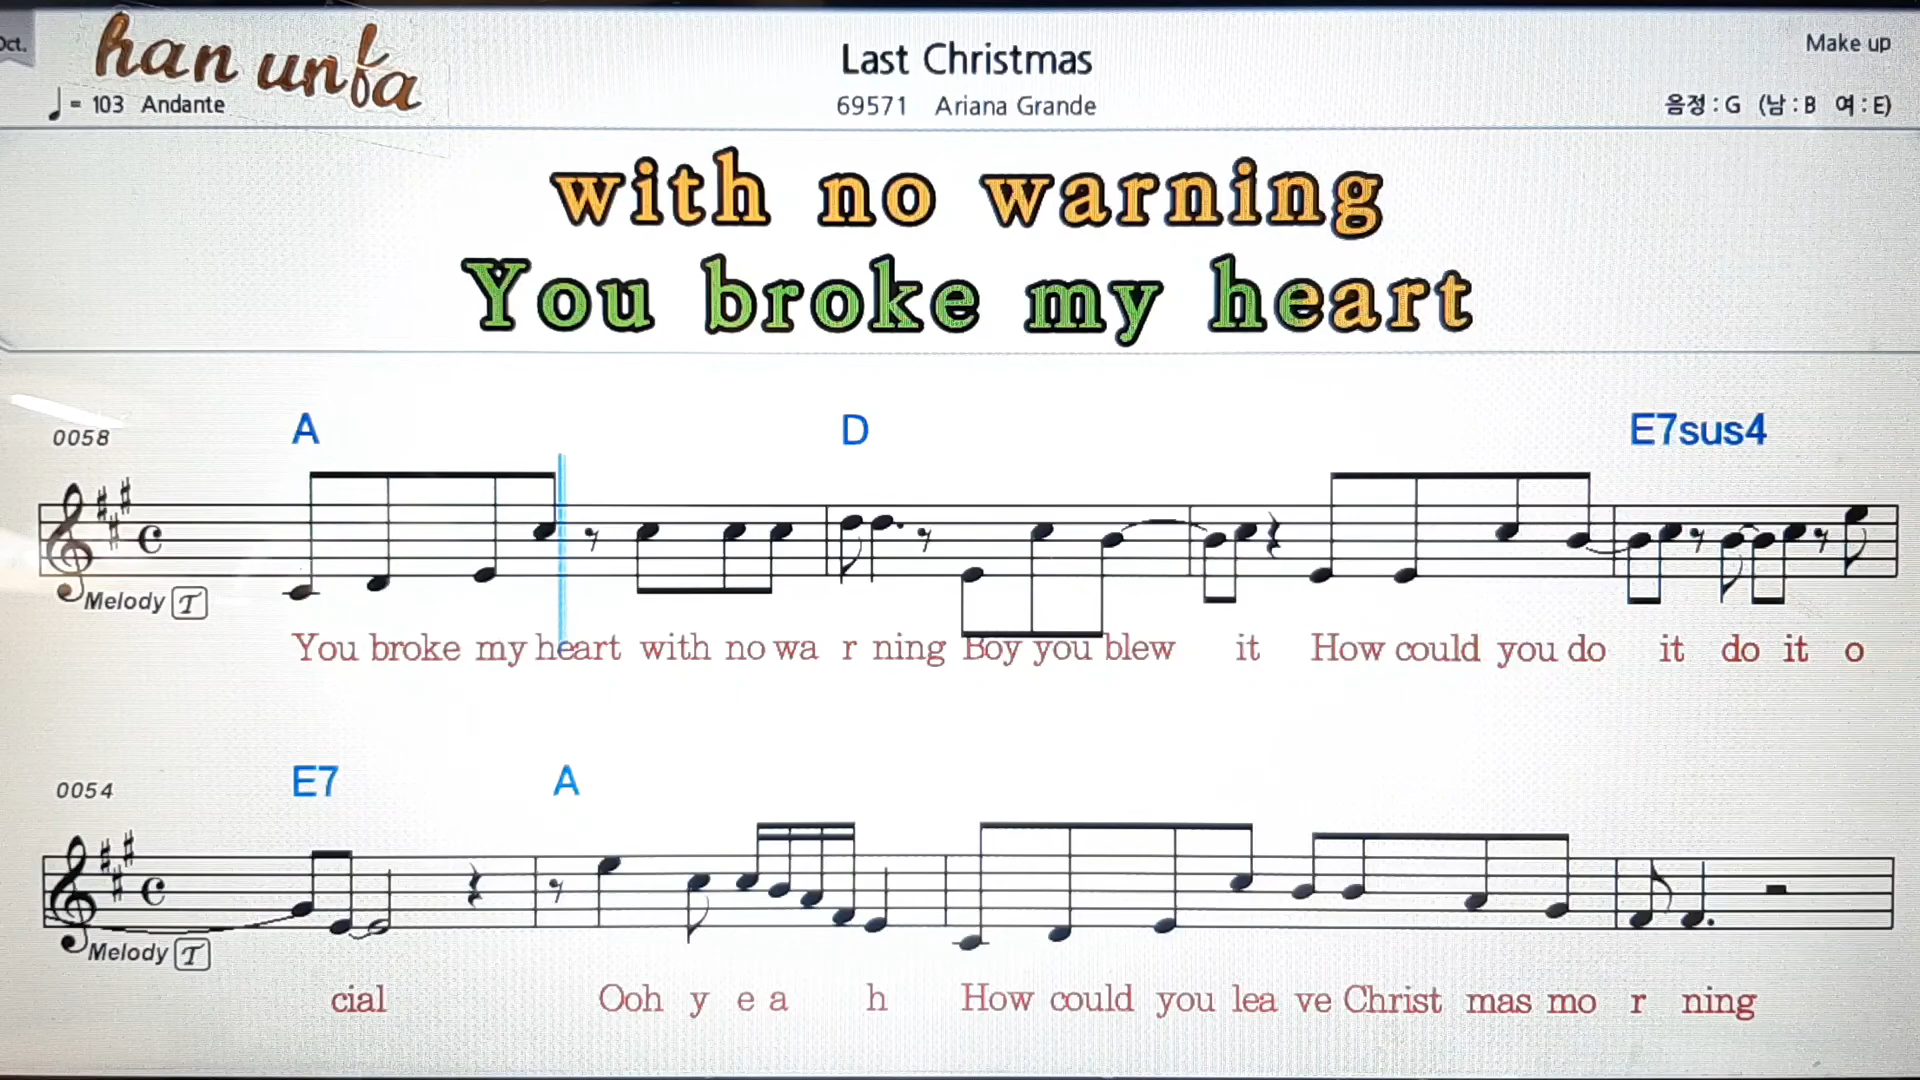 Oct.
han unfa
Last Christmas
Make up
♩ = 103 Andante
69571 Ariana Grande
음정 : G (남 : B 여 : E)
with no warning
You broke my heart
A D E7sus4
0058
Melody T
You broke my heart with no wa r ning Boy you blew it How could you do it do it o
E7 A
0054
Melody T
cial Ooh y e a h How could you lea ve Christ mas mo r ning